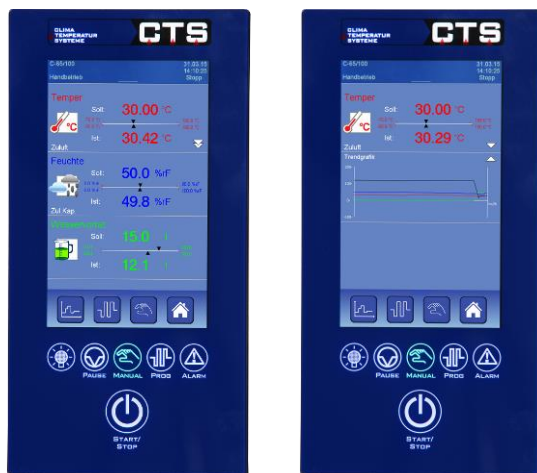 CLIMA
TEMPERATUR
SYSTEME
CTS
C-65/100
31.03.15
14:10:20
Handbetrieb
Stopp
Temper
Soll:
30.00 °C
Ist:
30.42 °C
Zuluft
Feuchte
Soll:
50.0 %rF
Ist:
49.8 %rF
Zul Kap
Soll:
15.0 l
Ist:
12.1 l
PAUSE
MANUAL
PROG
ALARM
START/
STOP
CLIMA
TEMPERATUR
SYSTEME
CTS
C-65/100
31.03.15
14:10:25
Handbetrieb
Stopp
Temper
Soll:
30.00 °C
Ist:
30.29 °C
Zuluft
Trendgrafik
PAUSE
MANUAL
PROG
ALARM
START/
STOP